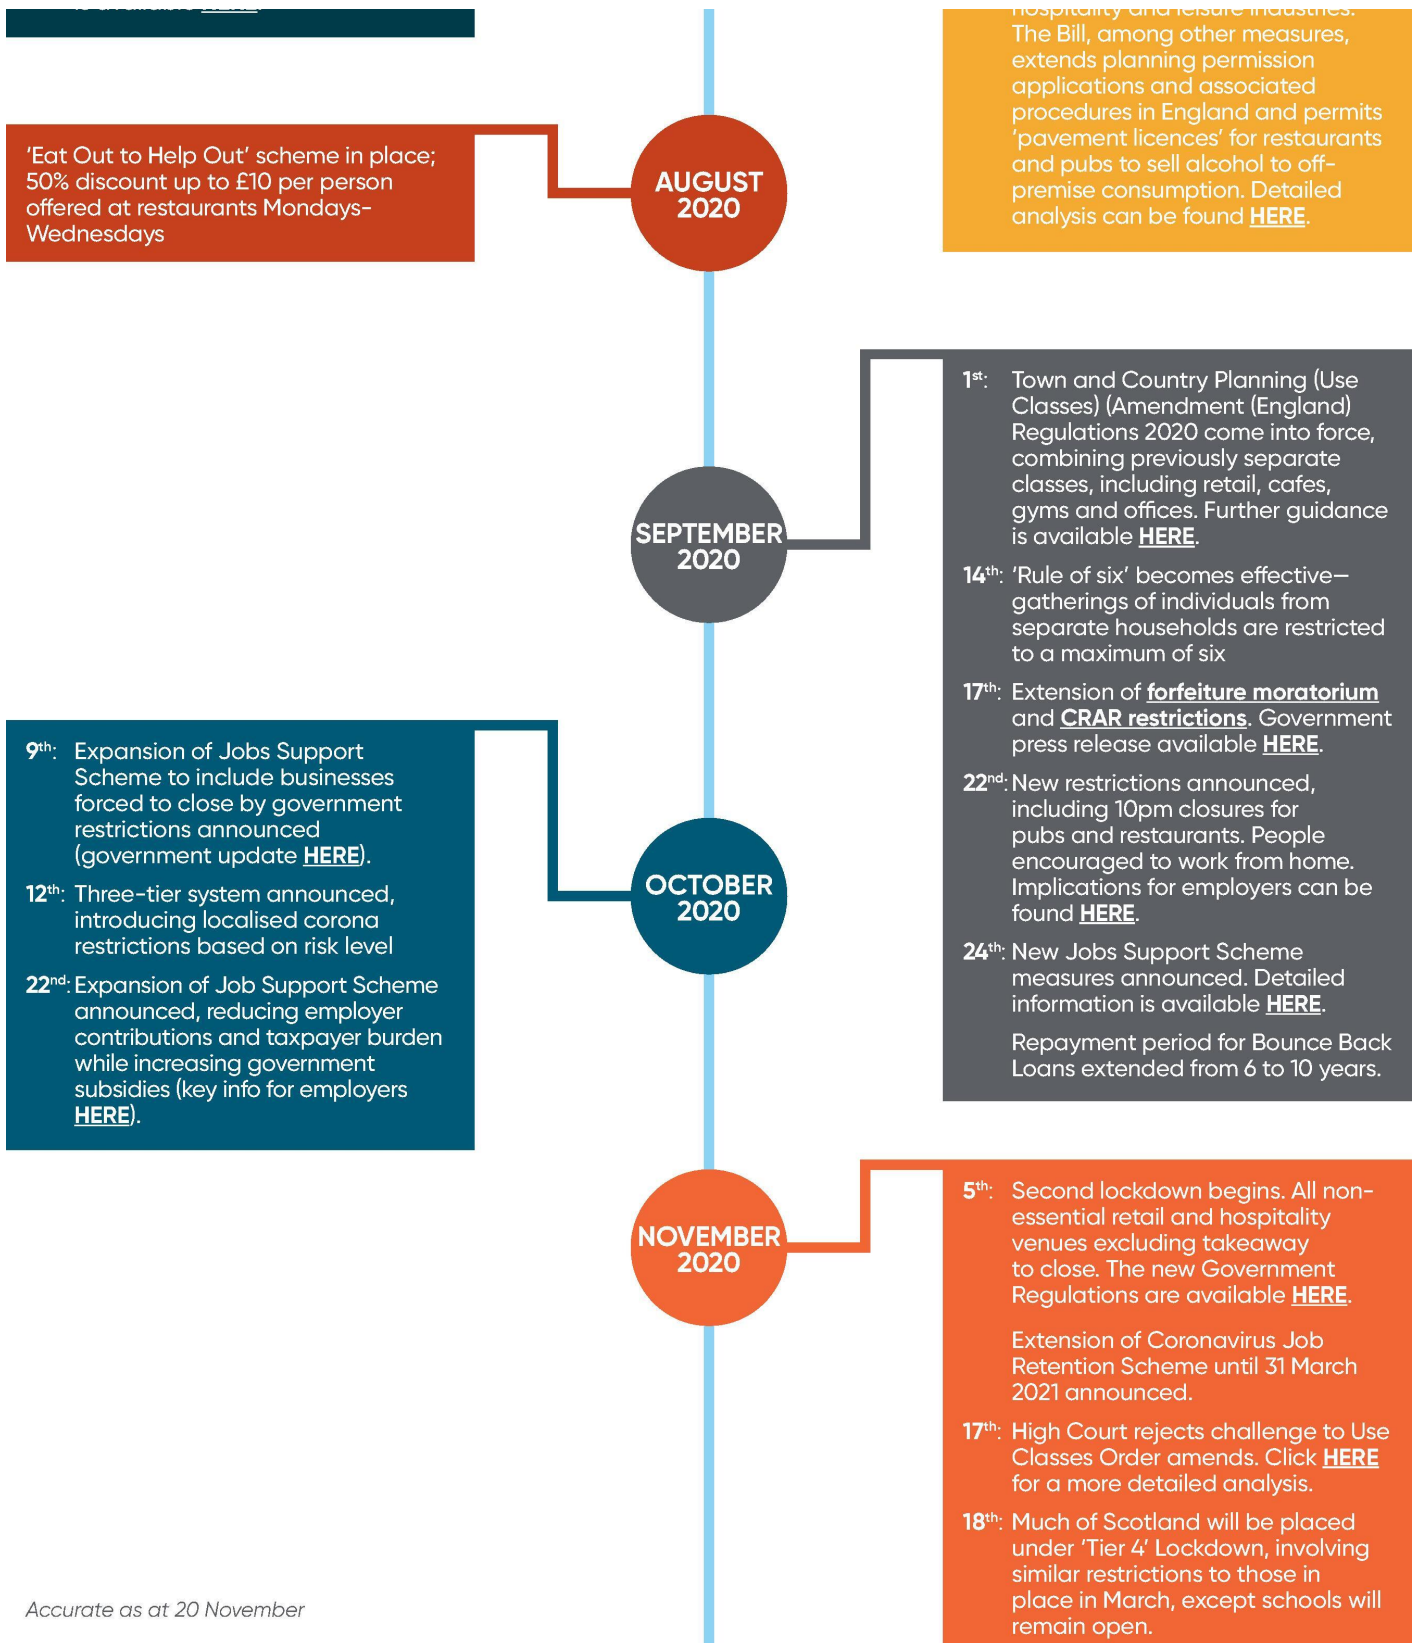 HERE.
hospitality and leisure industries.
The Bill, among other measures,
extends planning permission
applications and associated
procedures in England and permits
‘pavement licences’ for restaurants
and pubs to sell alcohol to off-
premise consumption. Detailed
analysis can be found HERE.
‘Eat Out to Help Out’ scheme in place;
50% discount up to £10 per person
offered at restaurants Mondays-
Wednesdays
AUGUST
2020
SEPTEMBER
2020
1st: Town and Country Planning (Use
Classes) (Amendment (England)
Regulations 2020 come into force,
combining previously separate
classes, including retail, cafes,
gyms and offices. Further guidance
is available HERE.
14th: ‘Rule of six’ becomes effective—
gatherings of individuals from
separate households are restricted
to a maximum of six
17th: Extension of forfeiture moratorium
and CRAR restrictions. Government
press release available HERE.
22nd: New restrictions announced,
including 10pm closures for
pubs and restaurants. People
encouraged to work from home.
Implications for employers can be
found HERE.
24th: New Jobs Support Scheme
measures announced. Detailed
information is available HERE.
Repayment period for Bounce Back
Loans extended from 6 to 10 years.
9th: Expansion of Jobs Support
Scheme to include businesses
forced to close by government
restrictions announced
(government update HERE).
12th: Three-tier system announced,
introducing localised corona
restrictions based on risk level
22nd: Expansion of Job Support Scheme
announced, reducing employer
contributions and taxpayer burden
while increasing government
subsidies (key info for employers
HERE).
OCTOBER
2020
NOVEMBER
2020
5th: Second lockdown begins. All non-
essential retail and hospitality
venues excluding takeaway
to close. The new Government
Regulations are available HERE.
Extension of Coronavirus Job
Retention Scheme until 31 March
2021 announced.
17th: High Court rejects challenge to Use
Classes Order amends. Click HERE
for a more detailed analysis.
18th: Much of Scotland will be placed
under ‘Tier 4’ Lockdown, involving
similar restrictions to those in
place in March, except schools will
remain open.
Accurate as at 20 November